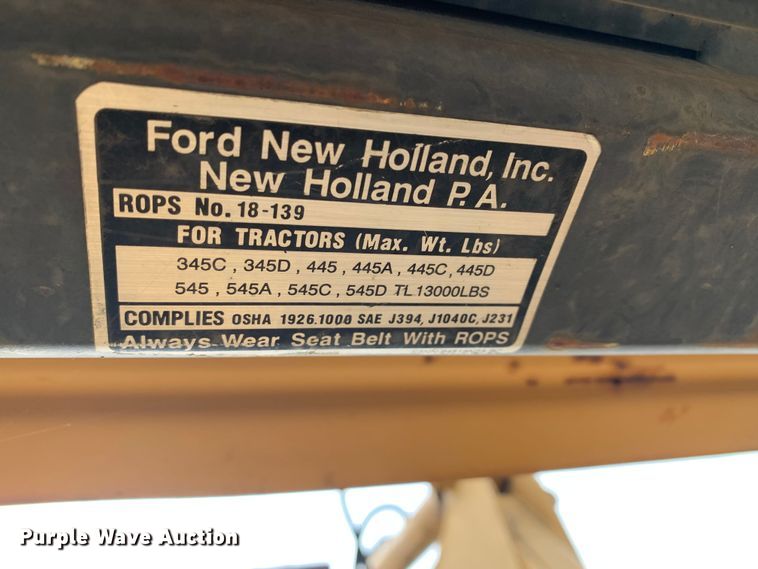 Ford New Holland, Inc.
New Holland P.A.
ROPS No. 18-139
FOR TRACTORS (Max. Wt. Lbs)
345C, 345D, 445, 445A, 445C, 445D
545, 545A, 545C, 545D TL13000LBS
COMPLIES OSHA 1926.1000 SAE J394, J1040C, J231
Always Wear Seat Belt With ROPS
Purple Wave Auction